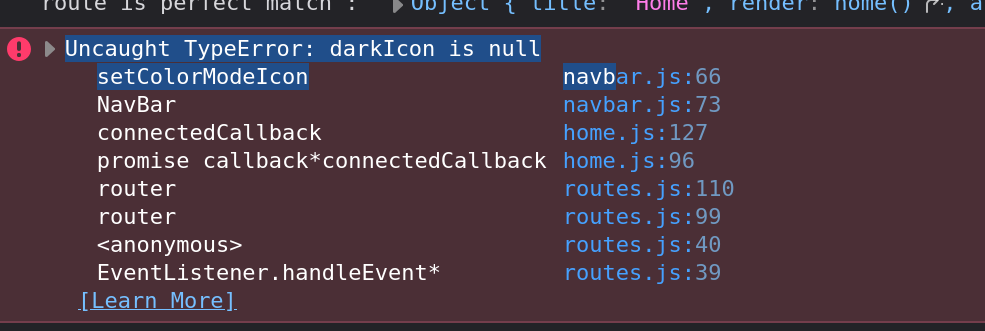 route is perfect match : Object { title: "Home", render: home(), a
Uncaught TypeError: darkIcon is null
setColorModeIcon navbar.js:66
NavBar navbar.js:73
connectedCallback home.js:127
promise callback*connectedCallback home.js:96
router routes.js:110
router routes.js:99
<anonymous> routes.js:40
EventListener.handleEvent* routes.js:39
[Learn More]